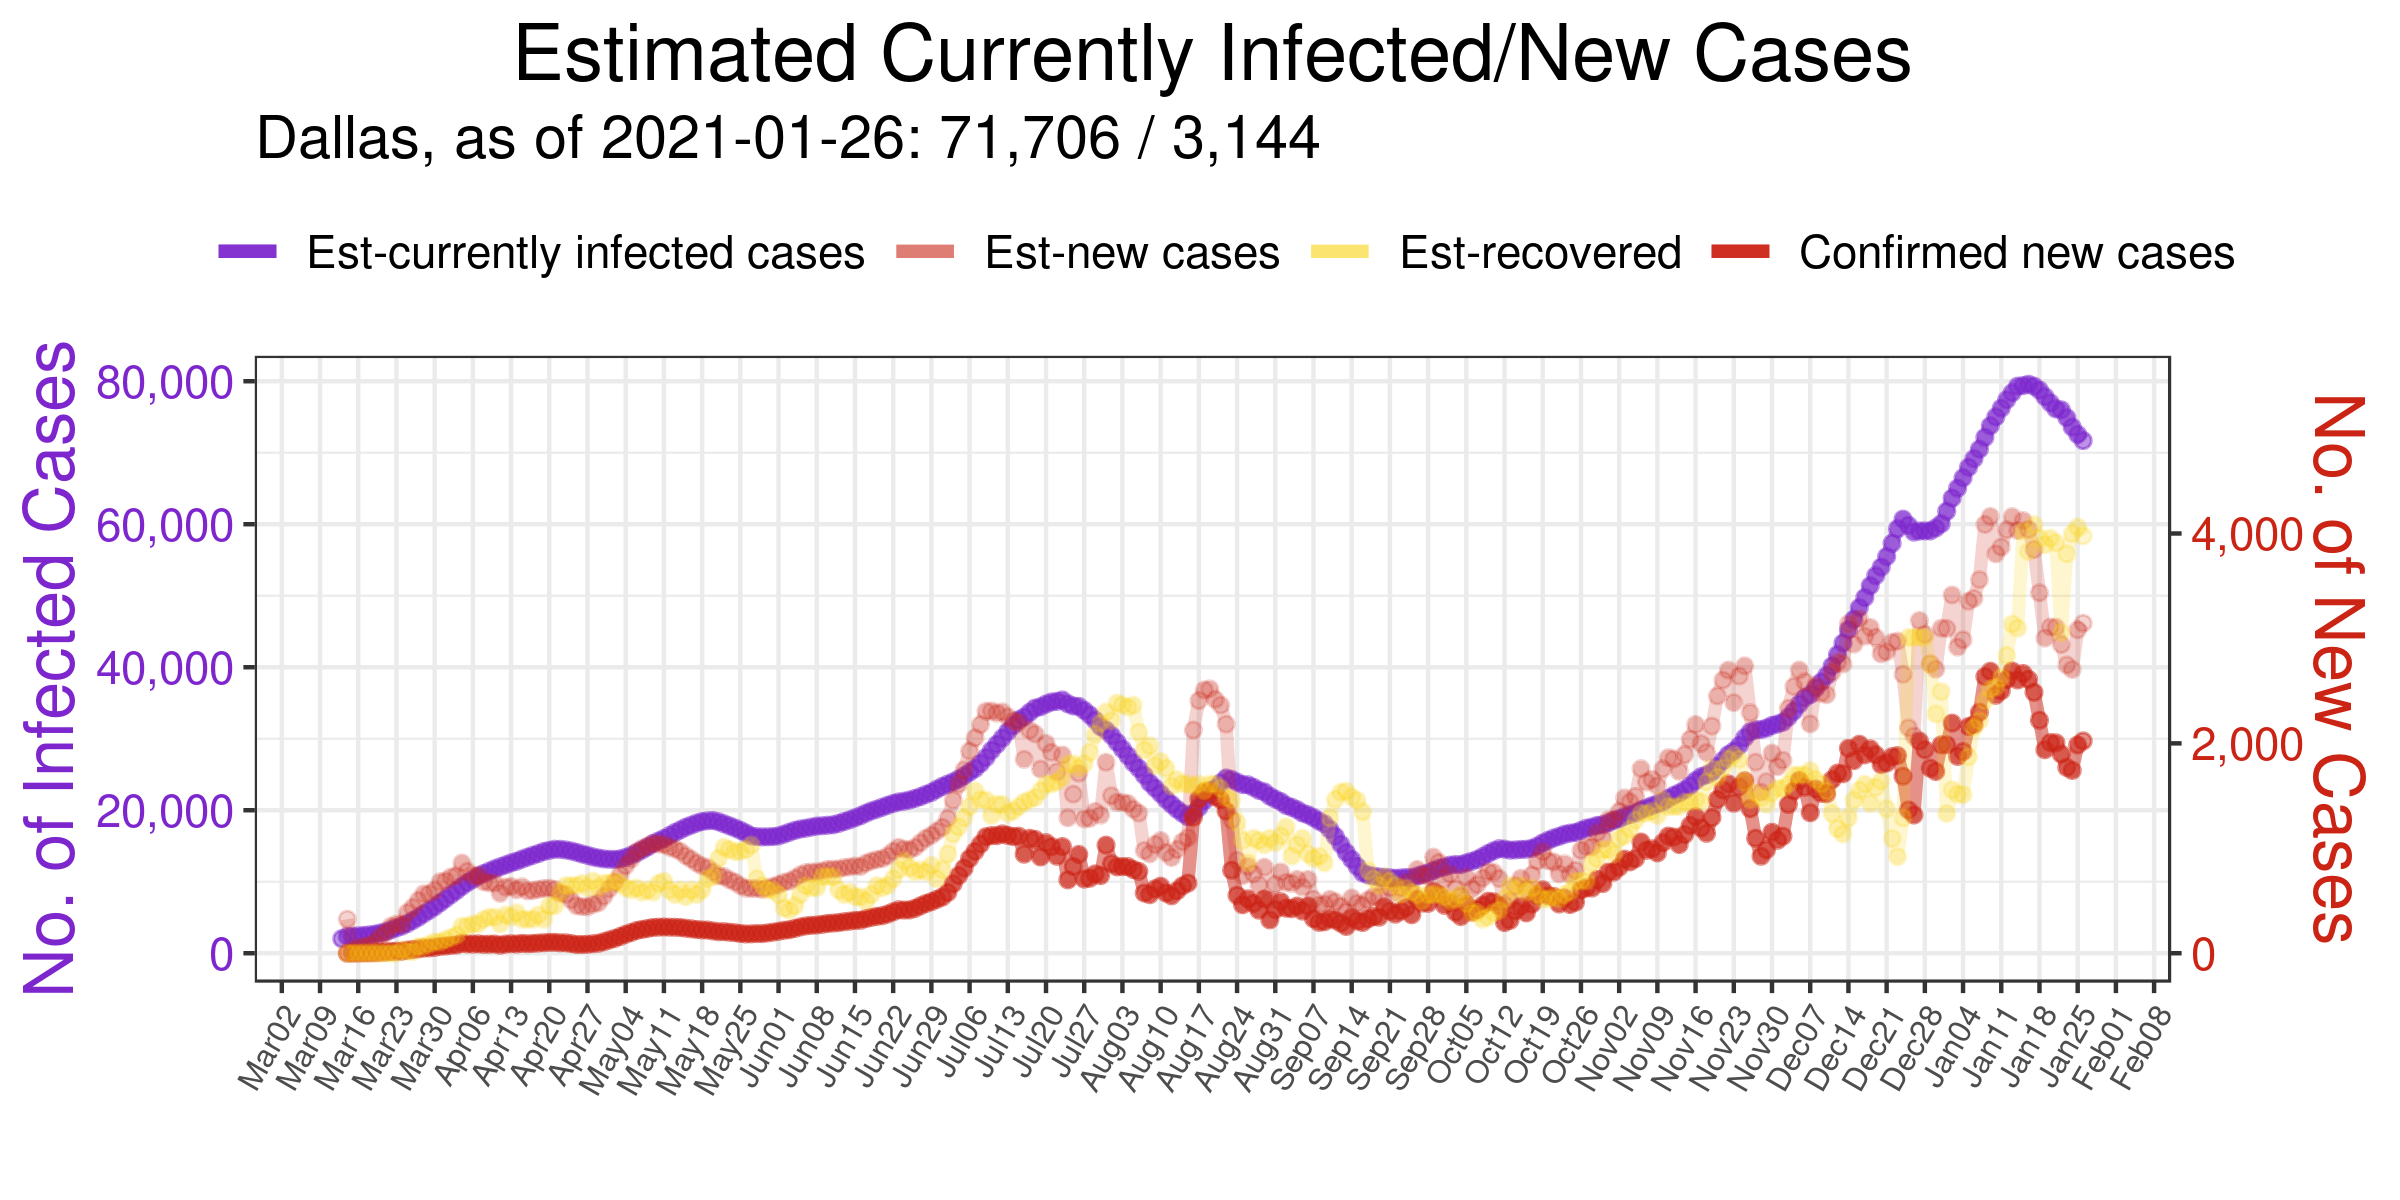 Estimated Currently Infected/New Cases
Dallas, as of 2021-01-26: 71,706 / 3,144
Est-currently infected cases Est-new cases Est-recovered Confirmed new cases
No. of Infected Cases
80,000
60,000
40,000
20,000
0
4,000
2,000
0
No. of New Cases
Mar02 Mar09 Mar16 Mar23 Mar30 Apr06 Apr13 Apr20 Apr27 May04 May11 May18 May25 Jun01 Jun08 Jun15 Jun22 Jun29 Jul06 Jul13 Jul20 Jul27 Aug03 Aug10 Aug17 Aug24 Aug31 Sep07 Sep14 Sep21 Sep28 Oct05 Oct12 Oct19 Oct26 Nov02 Nov09 Nov16 Nov23 Nov30 Dec07 Dec14 Dec21 Dec28 Jan04 Jan11 Jan18 Jan25 Feb01 Feb08